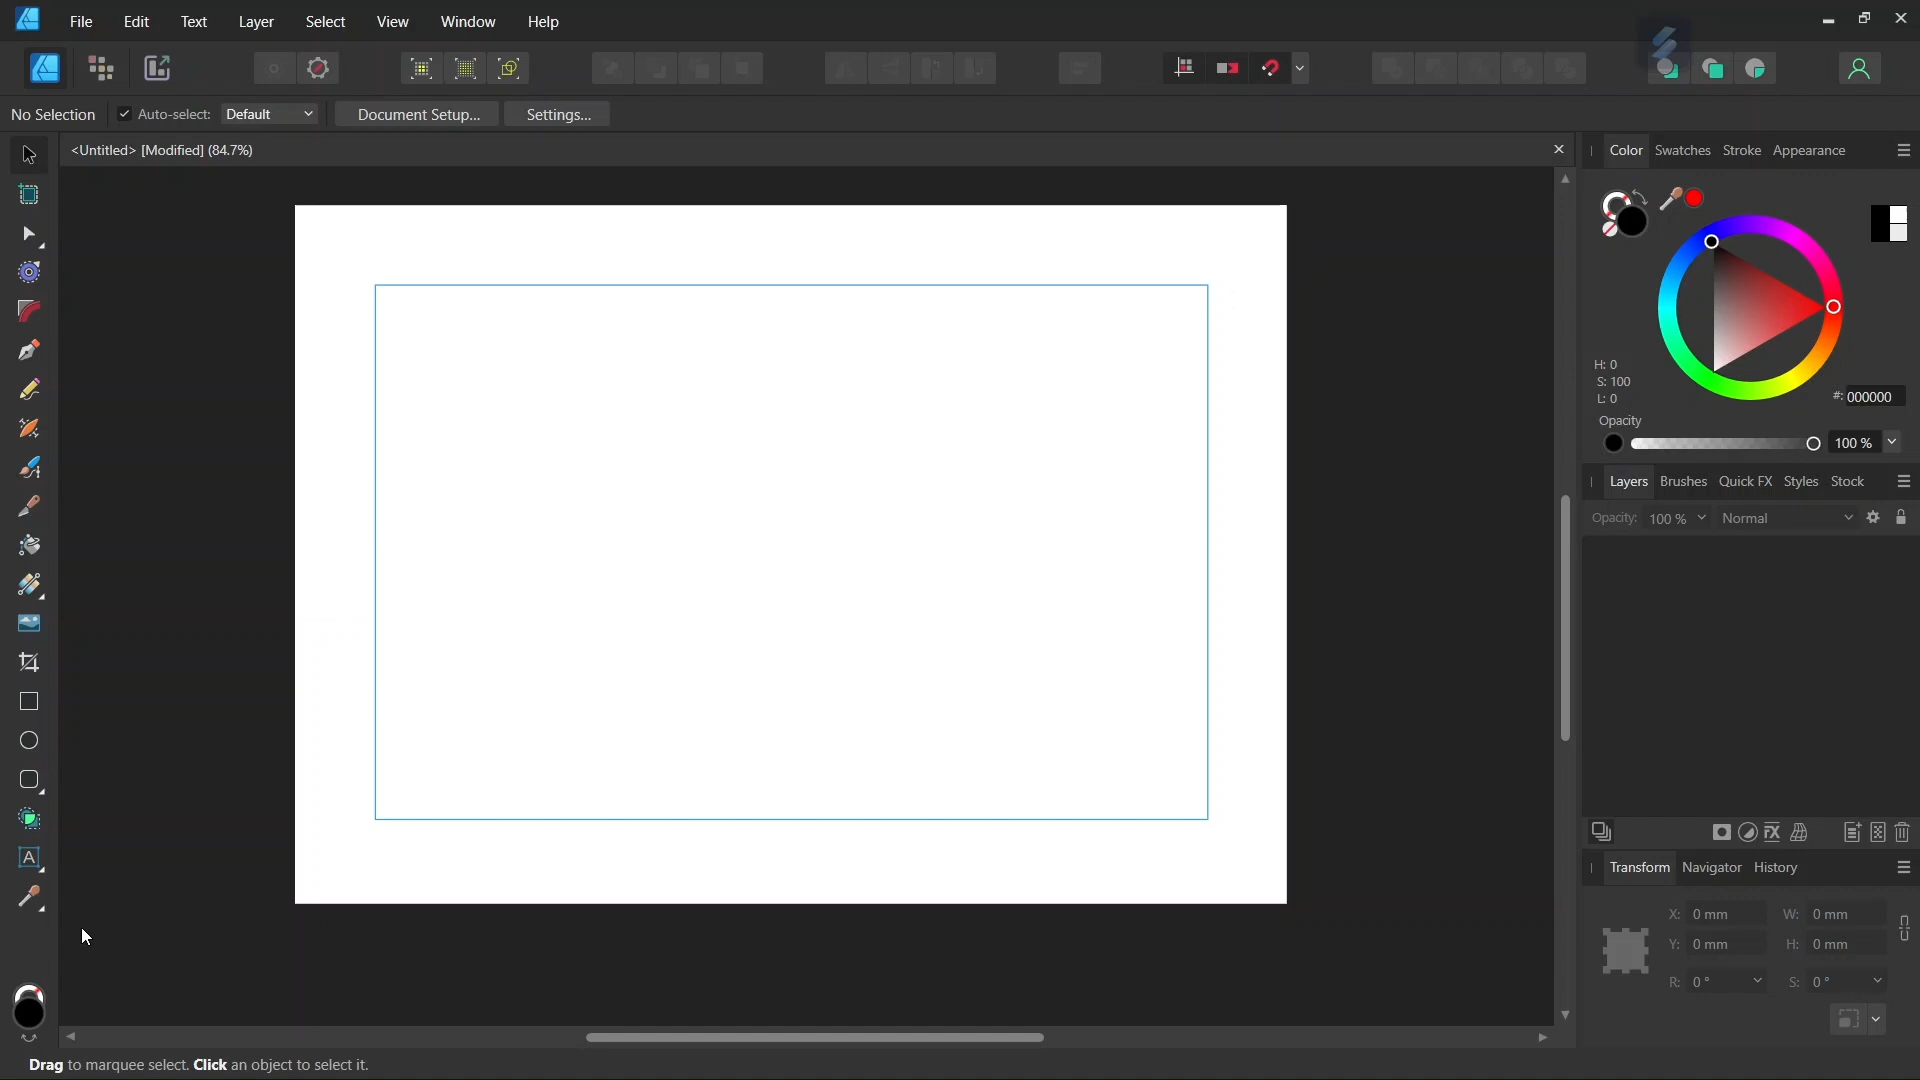 File Edit Text Layer Select View Window Help
No Selection Auto-select: Default Document Setup... Settings...
<Untitled> [Modified] (84.7%)
Color Swatches Stroke Appearance
H: 0
S: 100
L: 0
#: 000000
Opacity
100 %
Layers Brushes Quick FX Styles Stock
Opacity: 100 % Normal
Transform Navigator History
X: 0 mm W: 0 mm
Y: 0 mm H: 0 mm
R: 0 ° S: 0 °
Drag to marquee select. Click an object to select it.